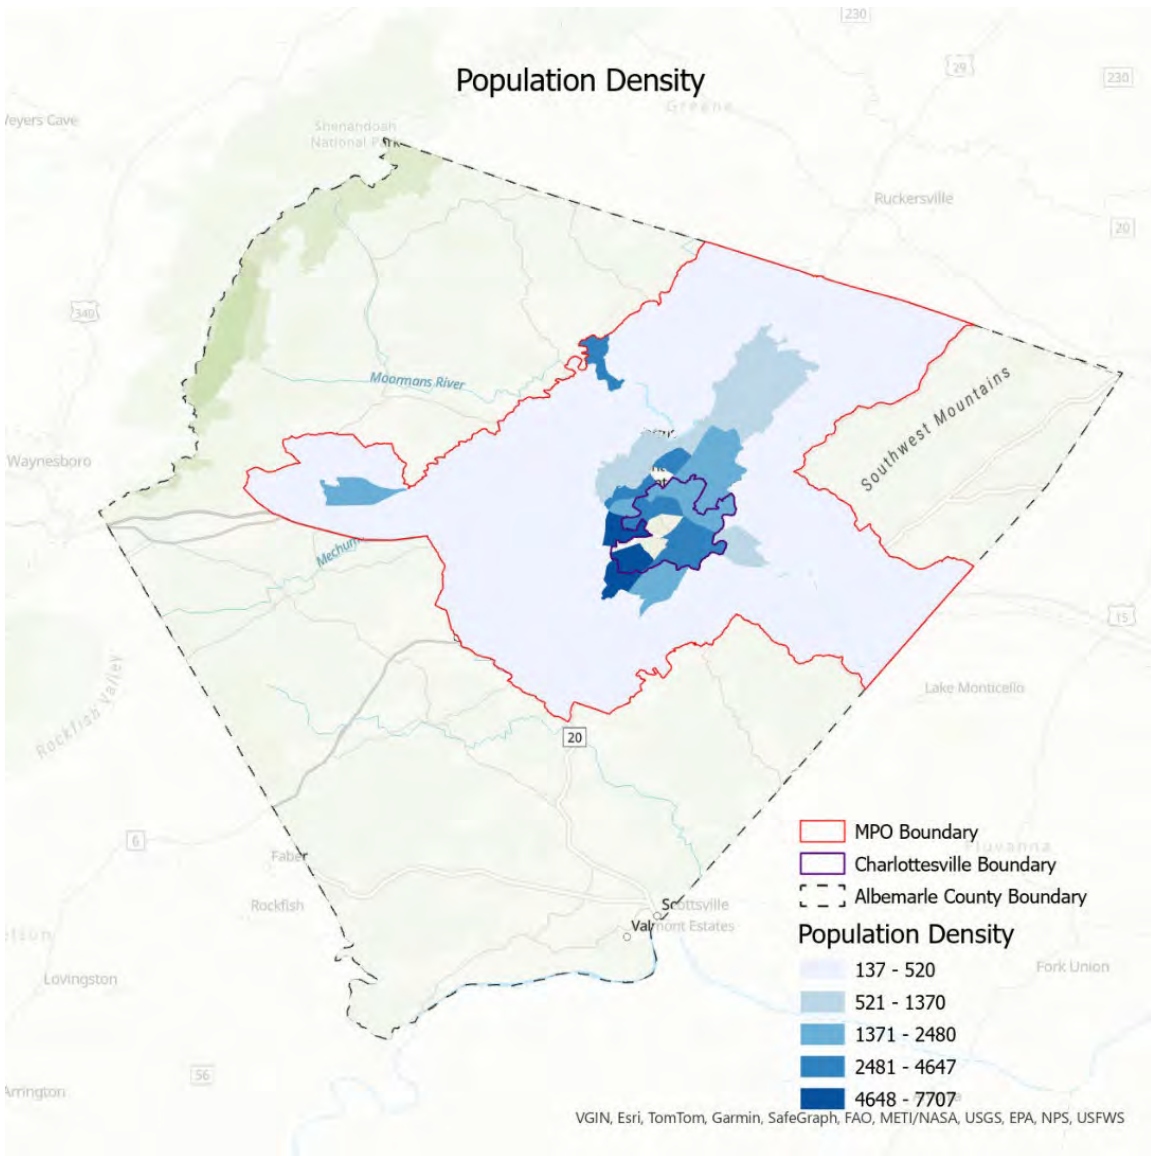 230
29
230
Population Density
Greene
Weyers Cave
Shenandoah
National Park
Ruckersville
20
340
Moormans River
Southwest Mountains
Waynesboro
15
Rockfish Valley
Lake Monticello
20
6
MPO Boundary
Fluvanna
Faber
Charlottesville Boundary
Albemarle County Boundary
Rockfish
Scottsville
Valmont Estates
Population Density
137 - 520
Fork Union
Lovingston
521 - 1370
1371 - 2480
56
2481 - 4647
Arrington
4648 - 7707
VGIN, Esri, TomTom, Garmin, SafeGraph, FAO, METI/NASA, USGS, EPA, NPS, USFWS